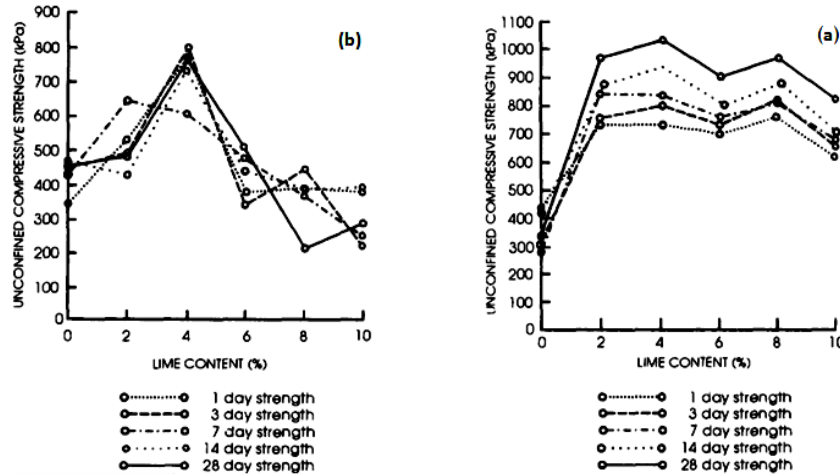 (b)
UNCONFINED COMPRESSIVE STRENGTH (kPa)
900
800
700
600
500
400
300
200
100
0
0 2 4 6 8 10
LIME CONTENT (%)
1 day strength
3 day strength
7 day strength
14 day strength
28 day strength
(a)
UNCONFINED COMPRESSIVE STRENGTH (kPa)
1100
1000
900
800
700
600
500
400
300
200
100
0
0 2 4 6 8 10
LIME CONTENT (%)
1 day strength
3 day strength
7 day strength
14 day strength
28 day strength